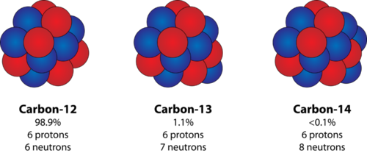 Carbon-12
98.9%
6 protons
6 neutrons
Carbon-13
1.1%
6 protons
7 neutrons
Carbon-14
<0.1%
6 protons
8 neutrons